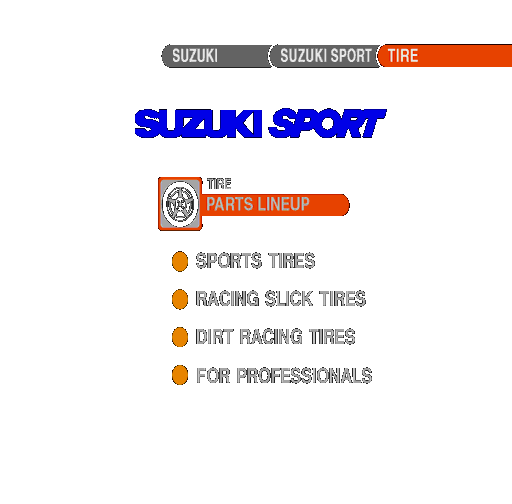 SUZUKI SUZUKI SPORT TIRE
SUZUKI SPORT
TIRE
PARTS LINEUP
SPORTS TIRES
RACING SLICK TIRES
DIRT RACING TIRES
FOR PROFESSIONALS